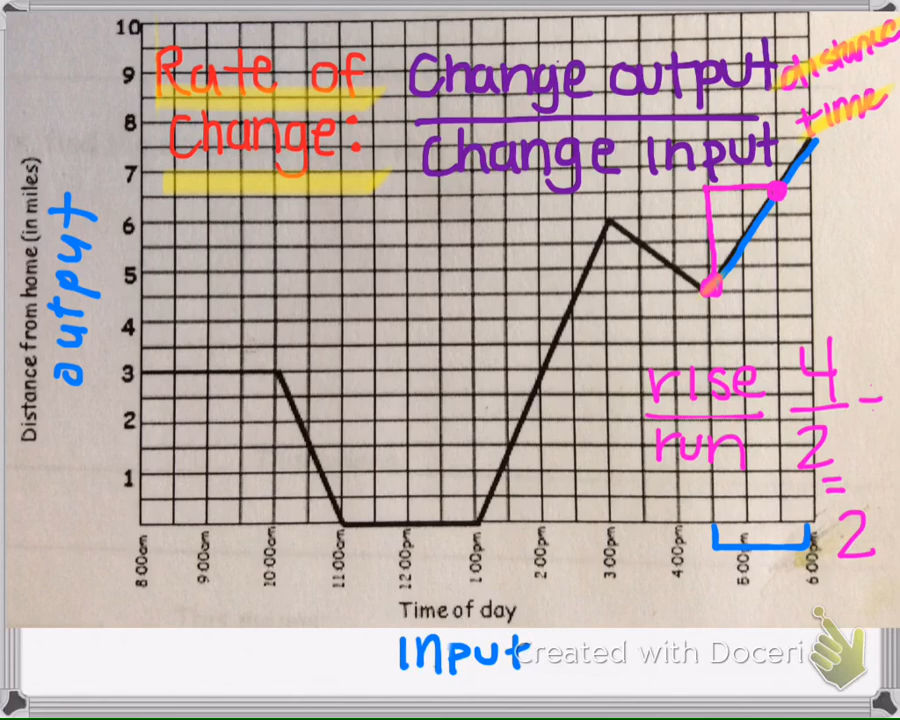 Rate of
Change:
Change output
Change input
distance
time
10
9
8
7
6
5
4
3
2
1
Distance from home (in miles)
output
rise
run
4
2
=
2
8:00am
9:00am
10:00am
11:00am
12:00pm
1:00pm
2:00pm
3:00pm
4:00pm
5:00pm
6:00pm
Time of day
Input
Created with Doceri